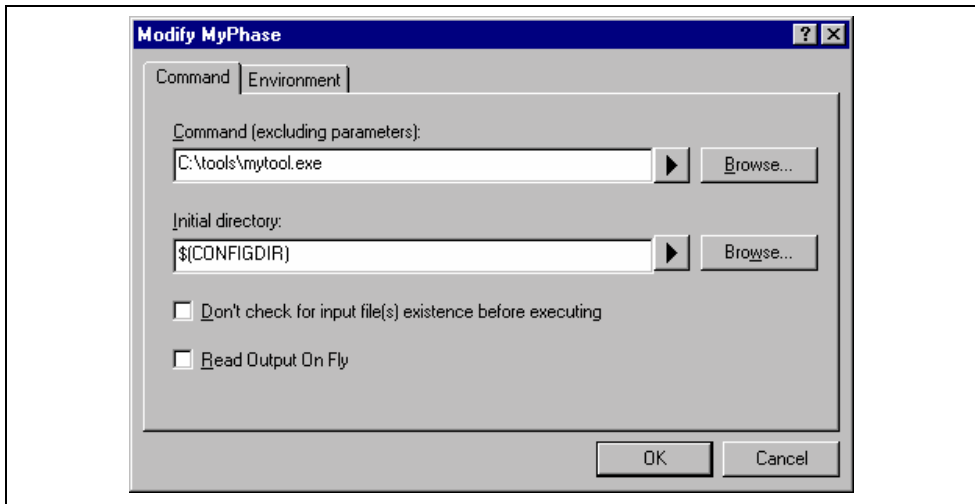 Modify MyPhase
Command Environment
Command (excluding parameters):
C:\tools\mytool.exe Browse...
Initial directory:
$(CONFIGDIR) Browse...
Don't check for input file(s) existence before executing
Read Output On Fly
OK Cancel